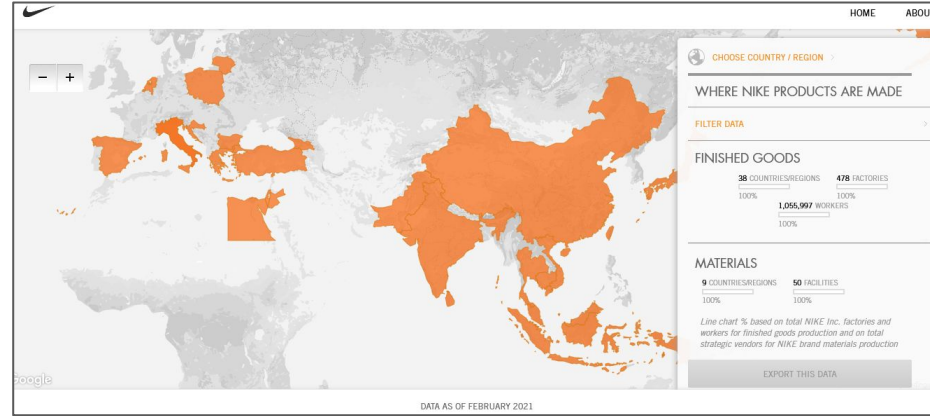 HOME ABOU
- +
CHOOSE COUNTRY / REGION >
WHERE NIKE PRODUCTS ARE MADE
FILTER DATA >
FINISHED GOODS
38 COUNTRIES/REGIONS 478 FACTORIES
100% 100%
1,055,997 WORKERS
100%
MATERIALS
9 COUNTRIES/REGIONS 50 FACILITIES
100% 100%
Line chart % based on total NIKE Inc. factories and
workers for finished goods production and on total
strategic vendors for NIKE brand materials production
EXPORT THIS DATA
Google
DATA AS OF FEBRUARY 2021